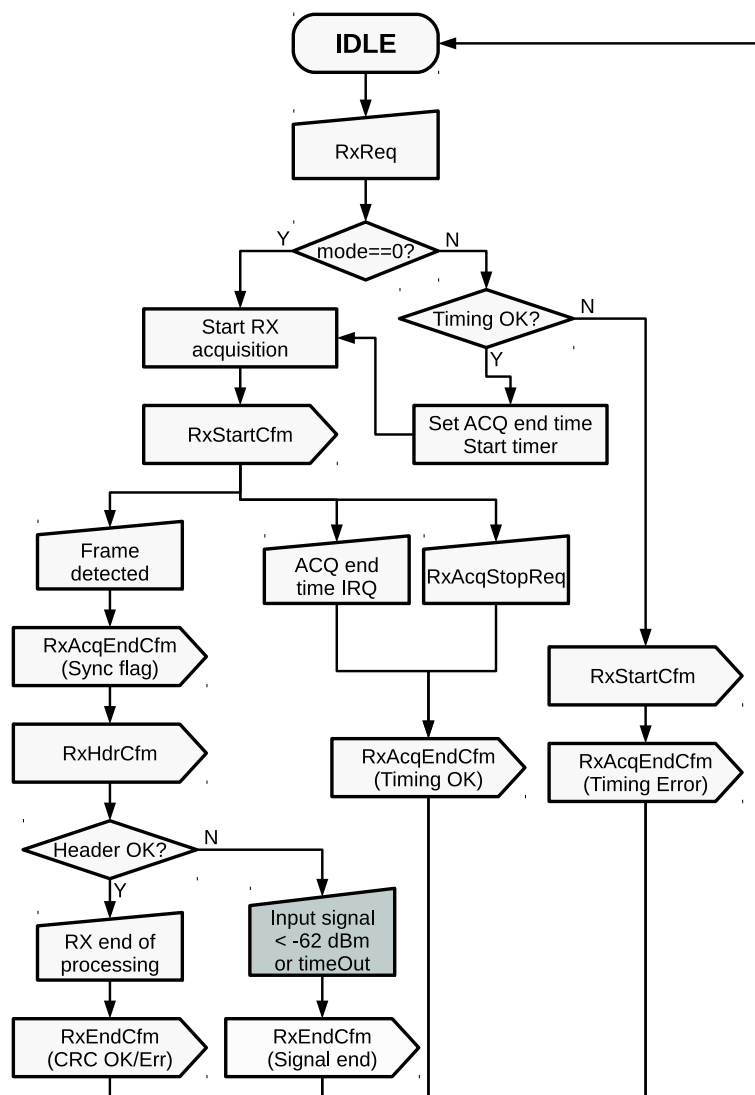 IDLE
RxReq
mode==0?
Y
N
Timing OK?
N
Y
Start RX
acquisition
Set ACQ end time
Start timer
RxStartCfm
Frame
detected
ACQ end
time IRQ
RxAcqStopReq
RxAcqEndCfm
(Sync flag)
RxStartCfm
RxHdrCfm
RxAcqEndCfm
(Timing OK)
RxAcqEndCfm
(Timing Error)
Header OK?
N
Y
RX end of
processing
Input signal
< -62 dBm
or timeOut
RxEndCfm
(CRC OK/Err)
RxEndCfm
(Signal end)